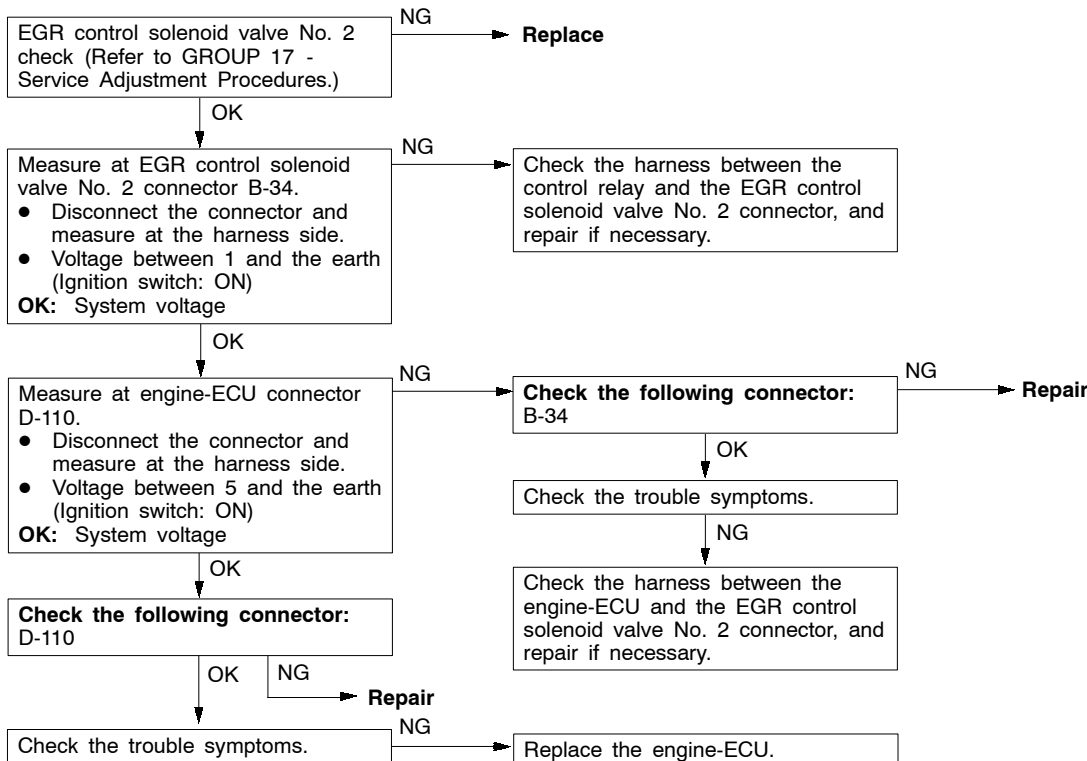 EGR control solenoid valve No. 2
check (Refer to GROUP 17 -
Service Adjustment Procedures.)
NG
Replace
OK
Measure at EGR control solenoid
valve No. 2 connector B-34.
● Disconnect the connector and
measure at the harness side.
● Voltage between 1 and the earth
(Ignition switch: ON)
OK: System voltage
NG
Check the harness between the
control relay and the EGR control
solenoid valve No. 2 connector, and
repair if necessary.
OK
Measure at engine-ECU connector
D-110.
● Disconnect the connector and
measure at the harness side.
● Voltage between 5 and the earth
(Ignition switch: ON)
OK: System voltage
NG
Check the following connector:
B-34
NG
Repair
OK
Check the trouble symptoms.
NG
Check the harness between the
engine-ECU and the EGR control
solenoid valve No. 2 connector, and
repair if necessary.
OK
Check the following connector:
D-110
OK
NG
Repair
Check the trouble symptoms.
NG
Replace the engine-ECU.